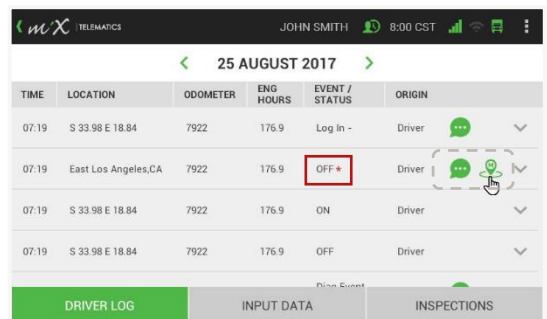 miX TELEMATICS JOHN SMITH 8:00 CST
25 AUGUST 2017
TIME LOCATION ODOMETER ENG HOURS EVENT / STATUS ORIGIN
07:19 S 33.98 E 18.84 7922 176.9 Log In - Driver
07:19 East Los Angeles,CA 7922 176.9 OFF* Driver
07:19 S 33.98 E 18.84 7922 176.9 ON Driver
07:19 S 33.98 E 18.84 7922 176.9 OFF Driver
Diag Event
DRIVER LOG INPUT DATA INSPECTIONS